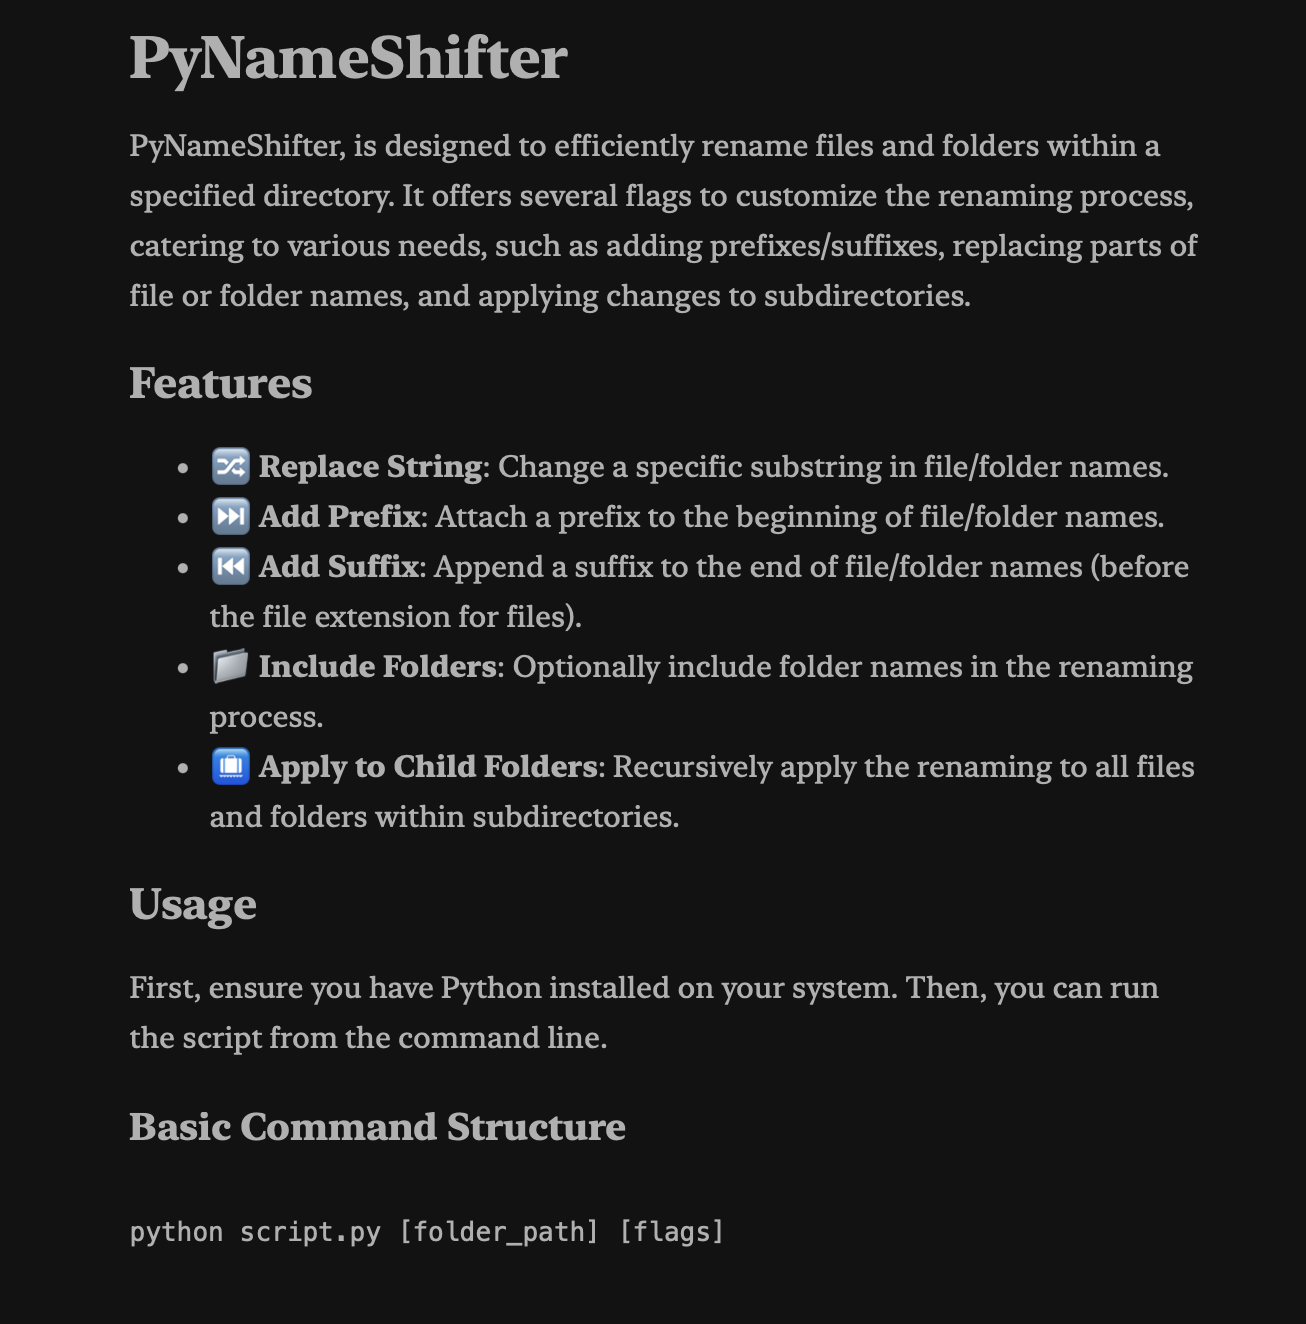 PyNameShifter
PyNameShifter, is designed to efficiently rename files and folders within a
specified directory. It offers several flags to customize the renaming process,
catering to various needs, such as adding prefixes/suffixes, replacing parts of
file or folder names, and applying changes to subdirectories.
Features
• 🔀 Replace String: Change a specific substring in file/folder names.
• ⏭️ Add Prefix: Attach a prefix to the beginning of file/folder names.
• ⏮️ Add Suffix: Append a suffix to the end of file/folder names (before
the file extension for files).
• 📁 Include Folders: Optionally include folder names in the renaming
process.
• 🛄 Apply to Child Folders: Recursively apply the renaming to all files
and folders within subdirectories.
Usage
First, ensure you have Python installed on your system. Then, you can run
the script from the command line.
Basic Command Structure
python script.py [folder_path] [flags]